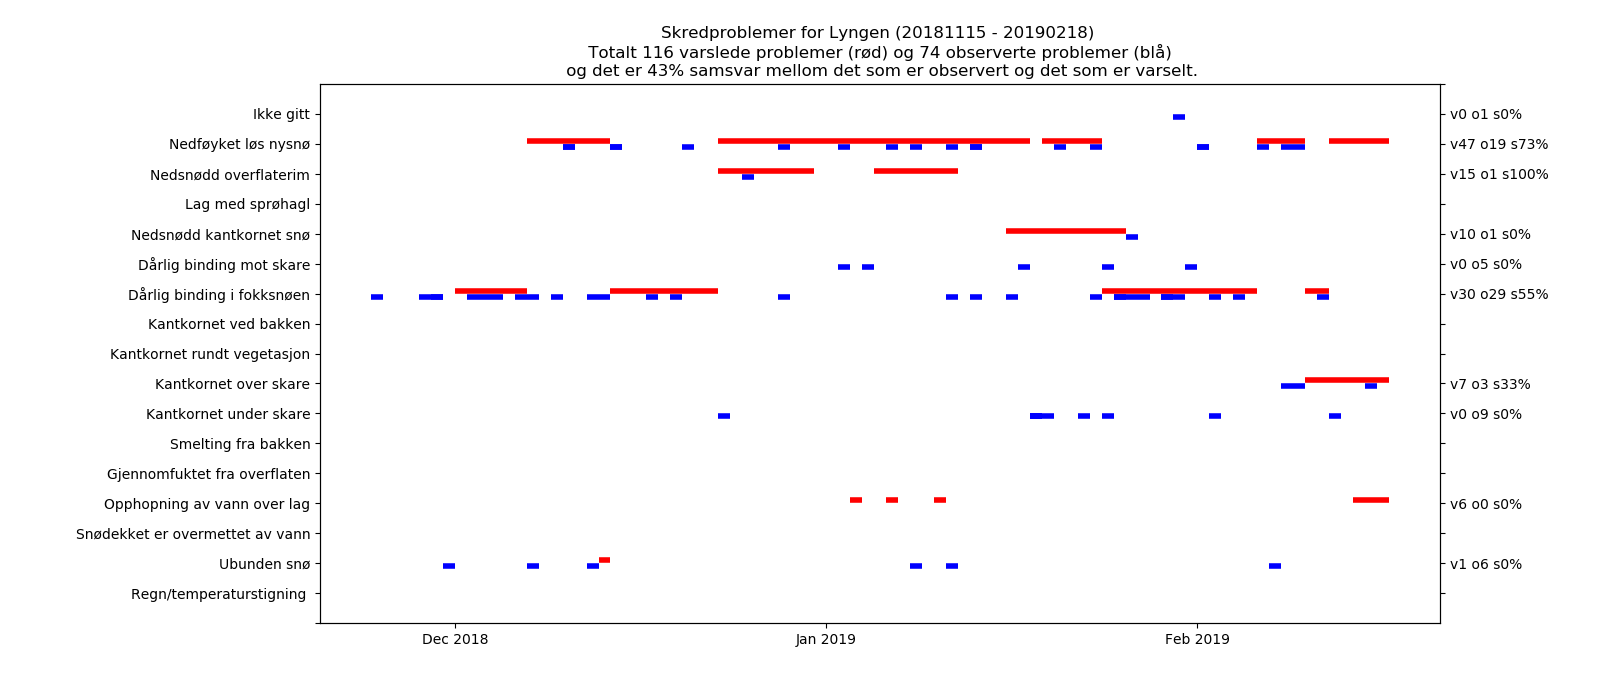 Skredproblemer for Lyngen (20181115 - 20190218)
Totalt 116 varslede problemer (rød) og 74 observerte problemer (blå)
og det er 43% samsvar mellom det som er observert og det som er varselt.
Ikke gitt
v0 o1 s0%
Nedføyket løs nysnø
v47 o19 s73%
Nedsnødd overflaterim
v15 o1 s100%
Lag med sprøhagl
Nedsnødd kantkornet snø
v10 o1 s0%
Dårlig binding mot skare
v0 o5 s0%
Dårlig binding i fokksnøen
v30 o29 s55%
Kantkornet ved bakken
Kantkornet rundt vegetasjon
Kantkornet over skare
v7 o3 s33%
Kantkornet under skare
v0 o9 s0%
Smelting fra bakken
Gjennomfuktet fra overflaten
Opphopning av vann over lag
v6 o0 s0%
Snødekket er overmettet av vann
Ubunden snø
v1 o6 s0%
Regn/temperaturstigning
Dec 2018
Jan 2019
Feb 2019